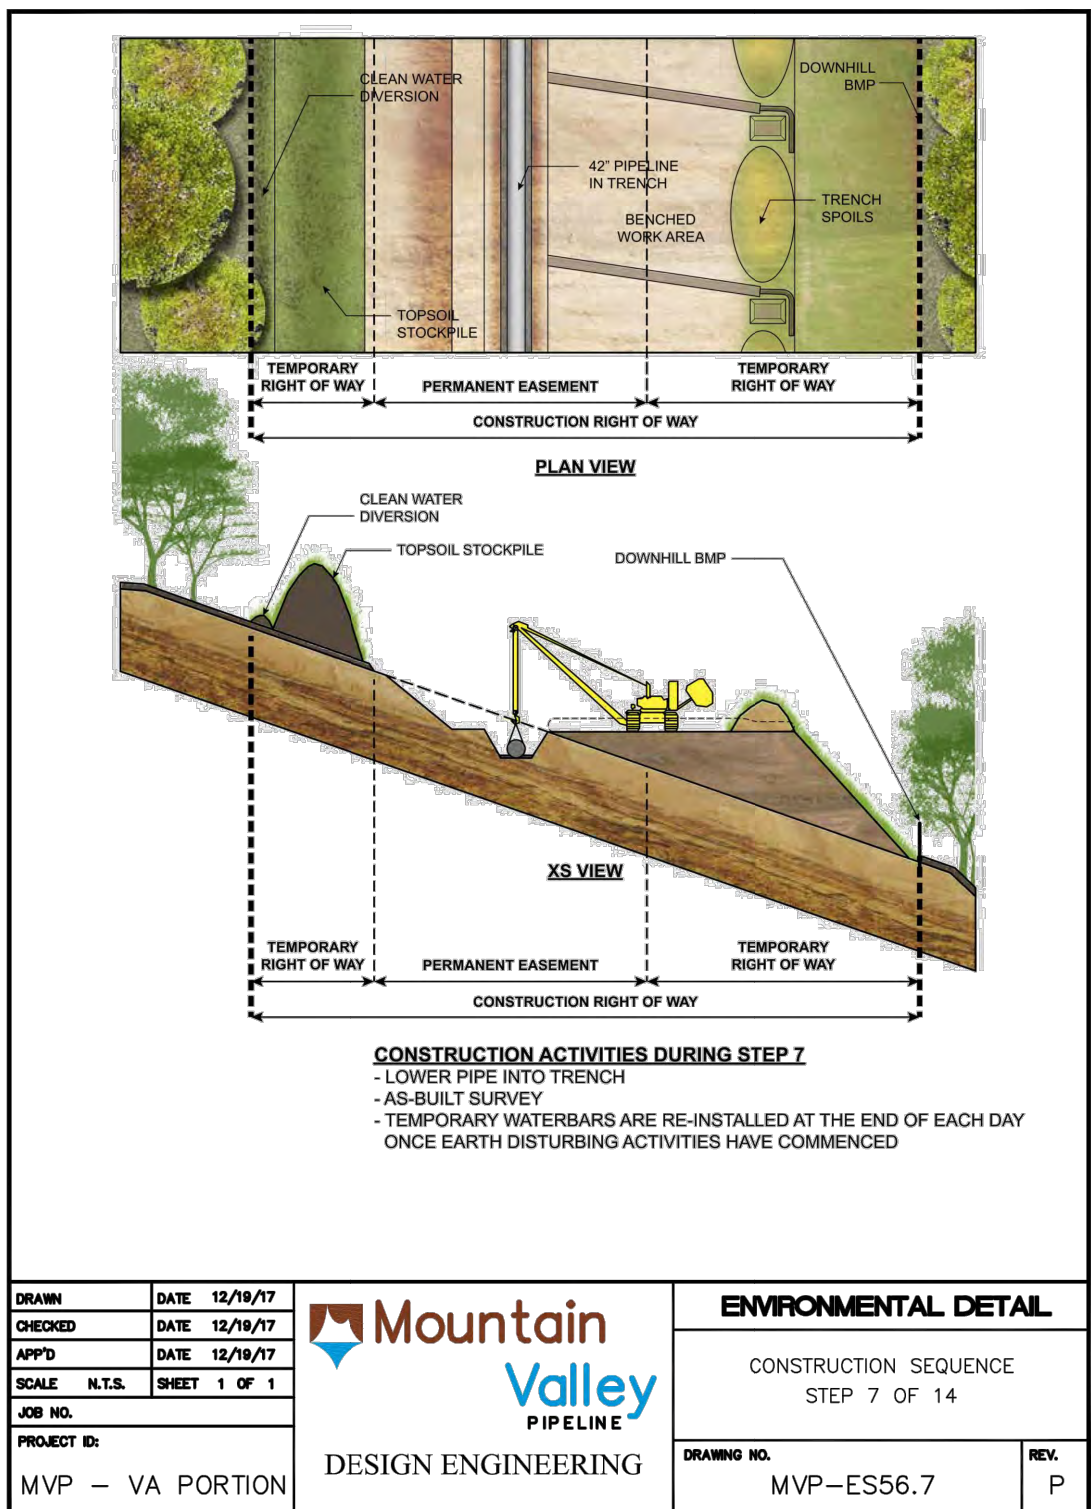 CLEAN WATER
DIVERSION
DOWNHILL
BMP
42" PIPELINE
IN TRENCH
TRENCH
SPOILS
BENCHED
WORK AREA
TOPSOIL
STOCKPILE
TEMPORARY
RIGHT OF WAY
PERMANENT EASEMENT
TEMPORARY
RIGHT OF WAY
CONSTRUCTION RIGHT OF WAY
PLAN VIEW
CLEAN WATER
DIVERSION
TOPSOIL STOCKPILE
DOWNHILL BMP
XS VIEW
TEMPORARY
RIGHT OF WAY
PERMANENT EASEMENT
TEMPORARY
RIGHT OF WAY
CONSTRUCTION RIGHT OF WAY
CONSTRUCTION ACTIVITIES DURING STEP 7
- LOWER PIPE INTO TRENCH
- AS-BUILT SURVEY
- TEMPORARY WATERBARS ARE RE-INSTALLED AT THE END OF EACH DAY
ONCE EARTH DISTURBING ACTIVITIES HAVE COMMENCED
DRAWN DATE 12/19/17
CHECKED DATE 12/19/17
APP'D DATE 12/19/17
SCALE N.T.S. SHEET 1 OF 1
JOB NO.
PROJECT ID:
MVP - VA PORTION
Mountain
Valley
PIPELINE
DESIGN ENGINEERING
ENVIRONMENTAL DETAIL
CONSTRUCTION SEQUENCE
STEP 7 OF 14
DRAWING NO.
MVP-ES56.7
REV.
P